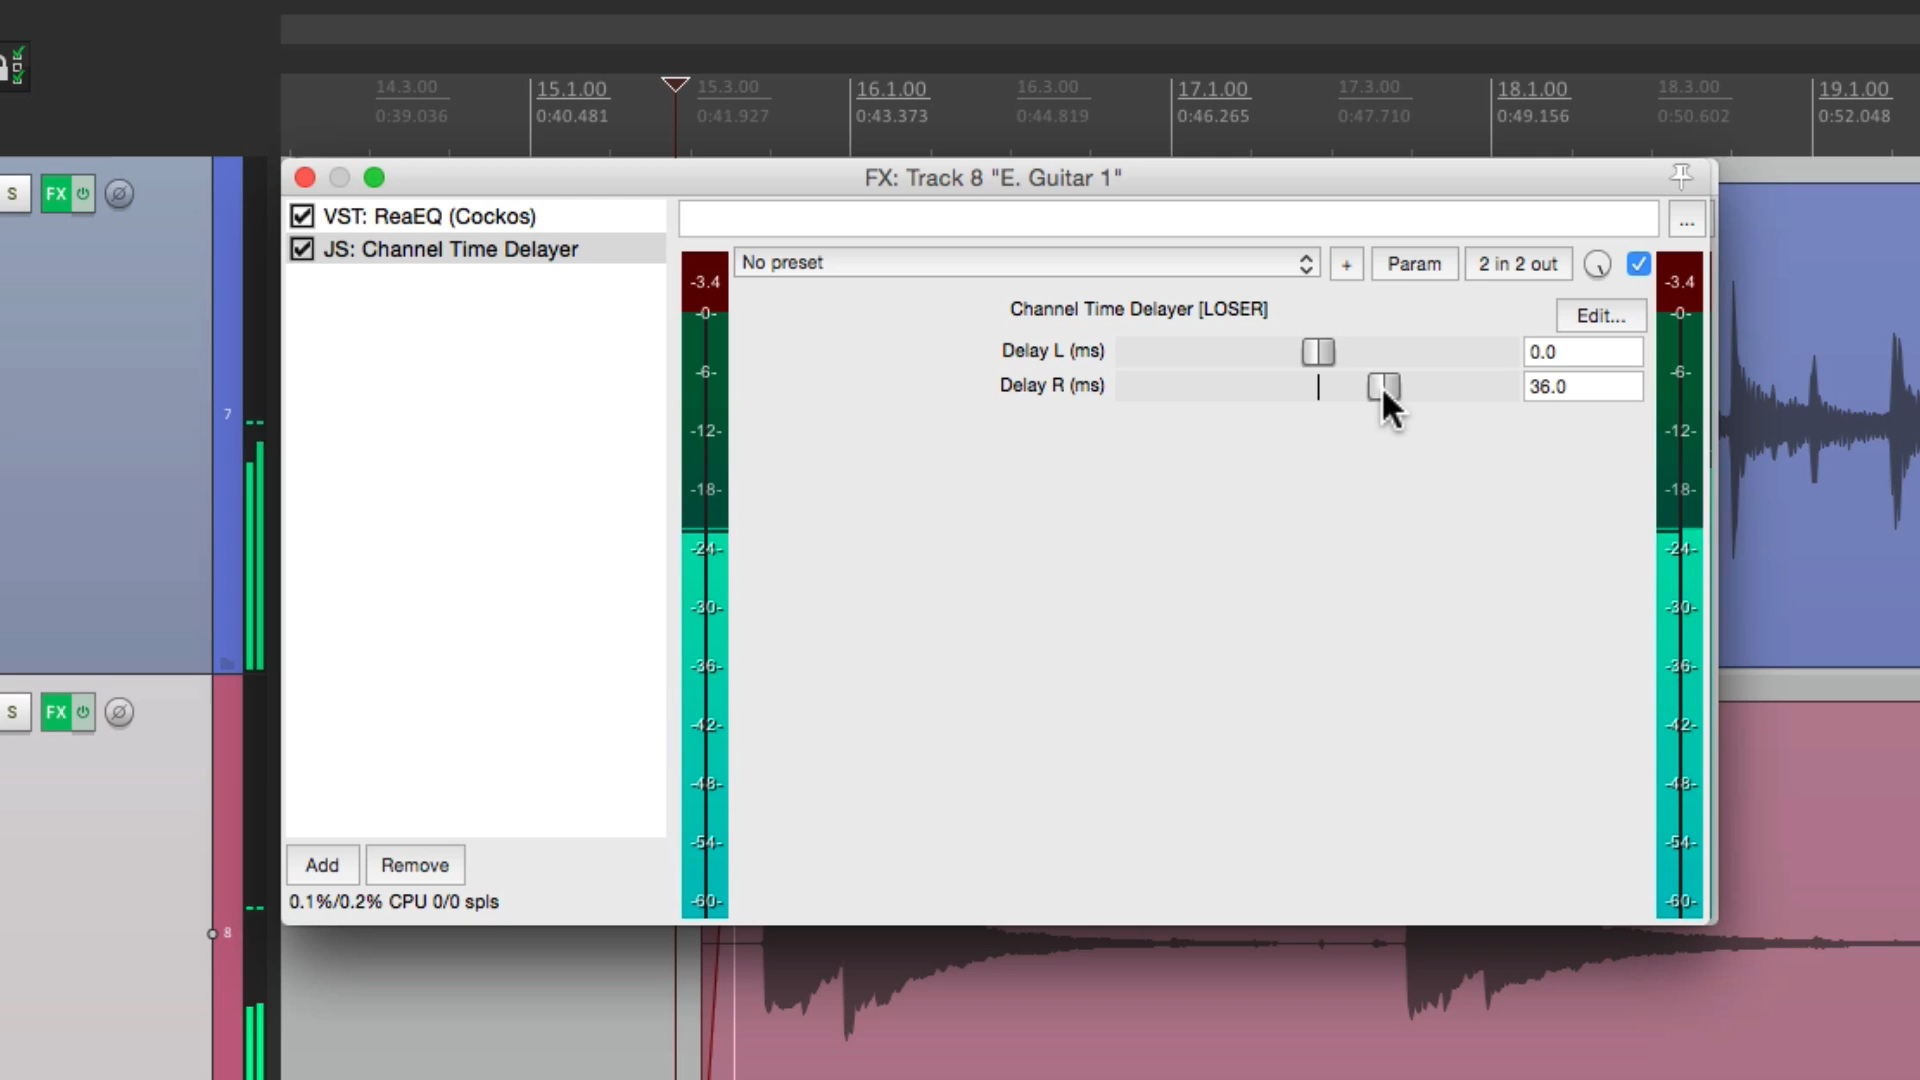 14.3.00 15.1.00 15.3.00 16.1.00 16.3.00 17.1.00 17.3.00 18.1.00 18.3.00 19.1.00
0:39.036 0:40.481 0:41.927 0:43.373 0:44.819 0:46.265 0:47.710 0:49.156 0:50.602 0:52.048
FX: Track 8 "E. Guitar 1"
S FX
VST: ReaEQ (Cockos)
...
JS: Channel Time Delayer
No preset + Param 2 in 2 out
-3.4 -3.4
Channel Time Delayer [LOSER] Edit...
-0- -0-
Delay L (ms) 0.0
-6- -6-
Delay R (ms) 36.0
7
-12- -12-
-18- -18-
-24- -24-
-30- -30-
-36- -36-
S FX
-42- -42-
-48- -48-
-54- -54-
Add Remove
0.1%/0.2% CPU 0/0 spls
-60- -60-
8